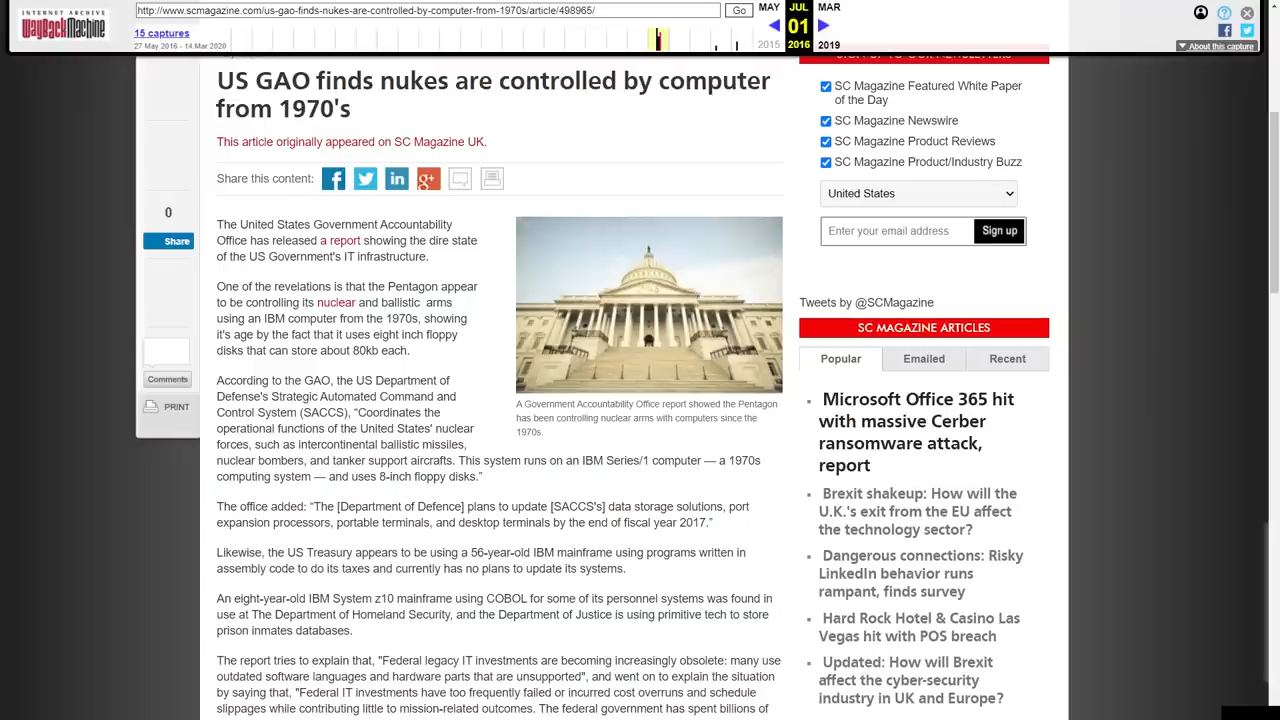 INTERNET ARCHIVE
WayBackMachine
http://www.scmagazine.com/us-gao-finds-nukes-are-controlled-by-computer-from-1970s/article/498965/
Go
15 captures
27 May 2016 - 14 Mar 2020
MAY
JUL
MAR
01
2015
2016
2019
About this capture
US GAO finds nukes are controlled by computer
from 1970's
This article originally appeared on SC Magazine UK.
Share this content:
0
Share
Comments
PRINT
The United States Government Accountability
Office has released a report showing the dire state
of the US Government's IT infrastructure.
One of the revelations is that the Pentagon appear
to be controlling its nuclear and ballistic arms
using an IBM computer from the 1970s, showing
it's age by the fact that it uses eight inch floppy
disks that can store about 80kb each.
According to the GAO, the US Department of
Defense's Strategic Automated Command and
Control System (SACCS), “Coordinates the
operational functions of the United States' nuclear
forces, such as intercontinental ballistic missiles,
nuclear bombers, and tanker support aircrafts. This system runs on an IBM Series/1 computer — a 1970s
computing system — and uses 8-inch floppy disks.”
A Government Accountability Office report showed the Pentagon
has been controlling nuclear arms with computers since the
1970s.
The office added: “The [Department of Defence] plans to update [SACCS's] data storage solutions, port
expansion processors, portable terminals, and desktop terminals by the end of fiscal year 2017.”
Likewise, the US Treasury appears to be using a 56-year-old IBM mainframe using programs written in
assembly code to do its taxes and currently has no plans to update its systems.
An eight-year-old IBM System z10 mainframe using COBOL for some of its personnel systems was found in
use at The Department of Homeland Security, and the Department of Justice is using primitive tech to store
prison inmates databases.
The report tries to explain that, "Federal legacy IT investments are becoming increasingly obsolete: many use
outdated software languages and hardware parts that are unsupported", and went on to explain the situation
by saying that, "Federal IT investments have too frequently failed or incurred cost overruns and schedule
slippages while contributing little to mission-related outcomes. The federal government has spent billions of
SIGN UP TO OUR NEWSLETTERS
SC Magazine Featured White Paper
of the Day
SC Magazine Newswire
SC Magazine Product Reviews
SC Magazine Product/Industry Buzz
United States
Enter your email address
Sign up
Tweets by @SCMagazine
SC MAGAZINE ARTICLES
Popular
Emailed
Recent
Microsoft Office 365 hit
with massive Cerber
ransomware attack,
report
Brexit shakeup: How will the
U.K.'s exit from the EU affect
the technology sector?
Dangerous connections: Risky
LinkedIn behavior runs
rampant, finds survey
Hard Rock Hotel & Casino Las
Vegas hit with POS breach
Updated: How will Brexit
affect the cyber-security
industry in UK and Europe?